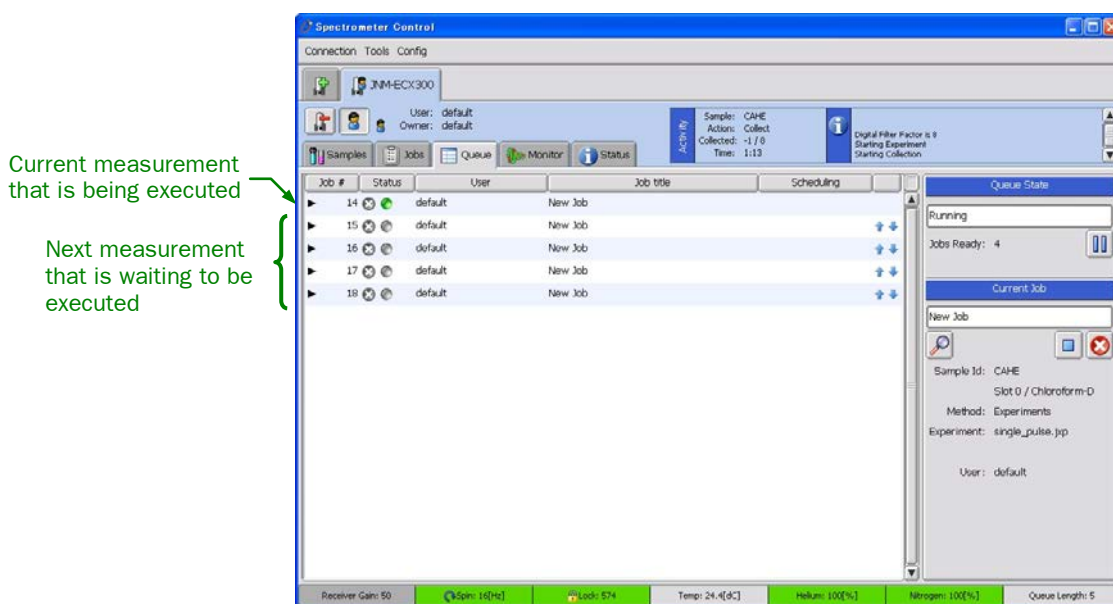 Spectrometer Control
Connection Tools Config
JNM-ECX300
User: default
Owner: default
Activity
Sample: CAHE
Action: Collect
Collected: -1 / 8
Time: 1:13
Digital Filter Factor is 8
Starting Experiment
Starting Collection
Samples Jobs Queue Monitor Status
Current measurement
that is being executed
Next measurement
that is waiting to be
executed
Job # Status User Job title Scheduling
14 default New Job
15 default New Job
16 default New Job
17 default New Job
18 default New Job
Queue State
Running
Jobs Ready: 4
Current Job
New Job
Sample Id: CAHE
Slot 0 / Chloroform-D
Method: Experiments
Experiment: single_pulse.jxp
User: default
Receiver Gain: 50 Spin: 16[Hz] Lock: 574 Temp: 24.4[dC] Helium: 100[%] Nitrogen: 100[%] Queue Length: 5